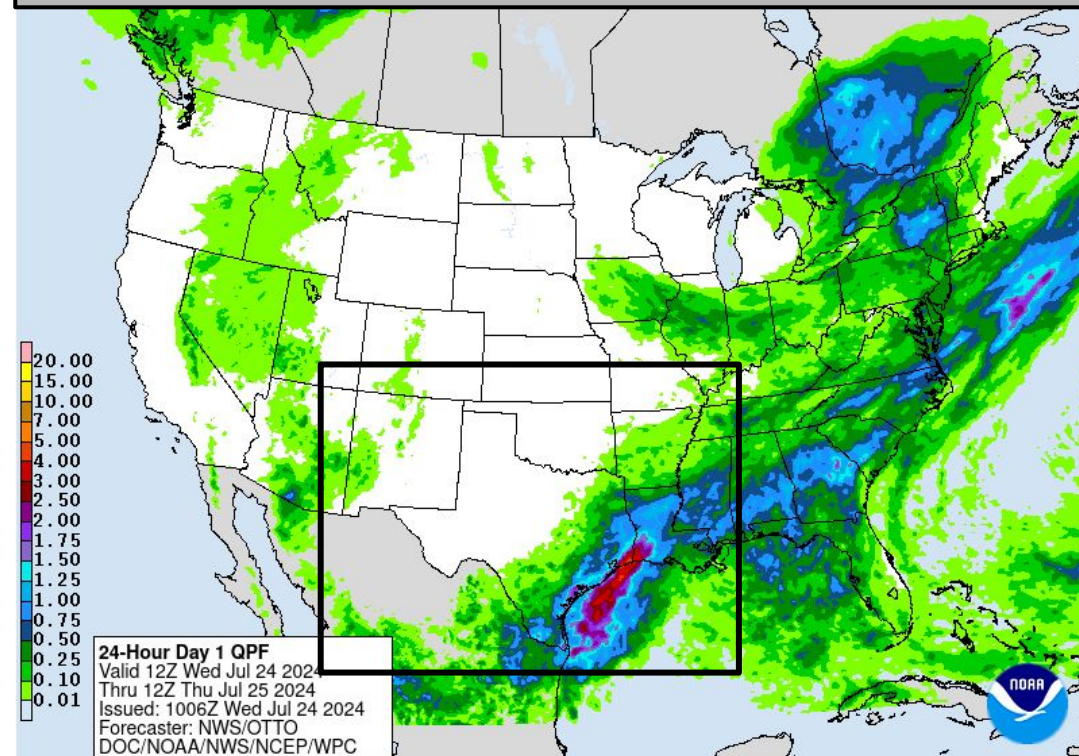 20.00
15.00
10.00
7.00
5.00
4.00
3.00
2.50
2.00
1.75
1.50
1.25
1.00
0.75
0.50
0.25
0.10
0.01
24-Hour Day 1 QPF
Valid 12Z Wed Jul 24 2024
Thru 12Z Thu Jul 25 2024
Issued: 1006Z Wed Jul 24 2024
Forecaster: NWS/OTTO
DOC/NOAA/NWS/NCEP/WPC
NOAA